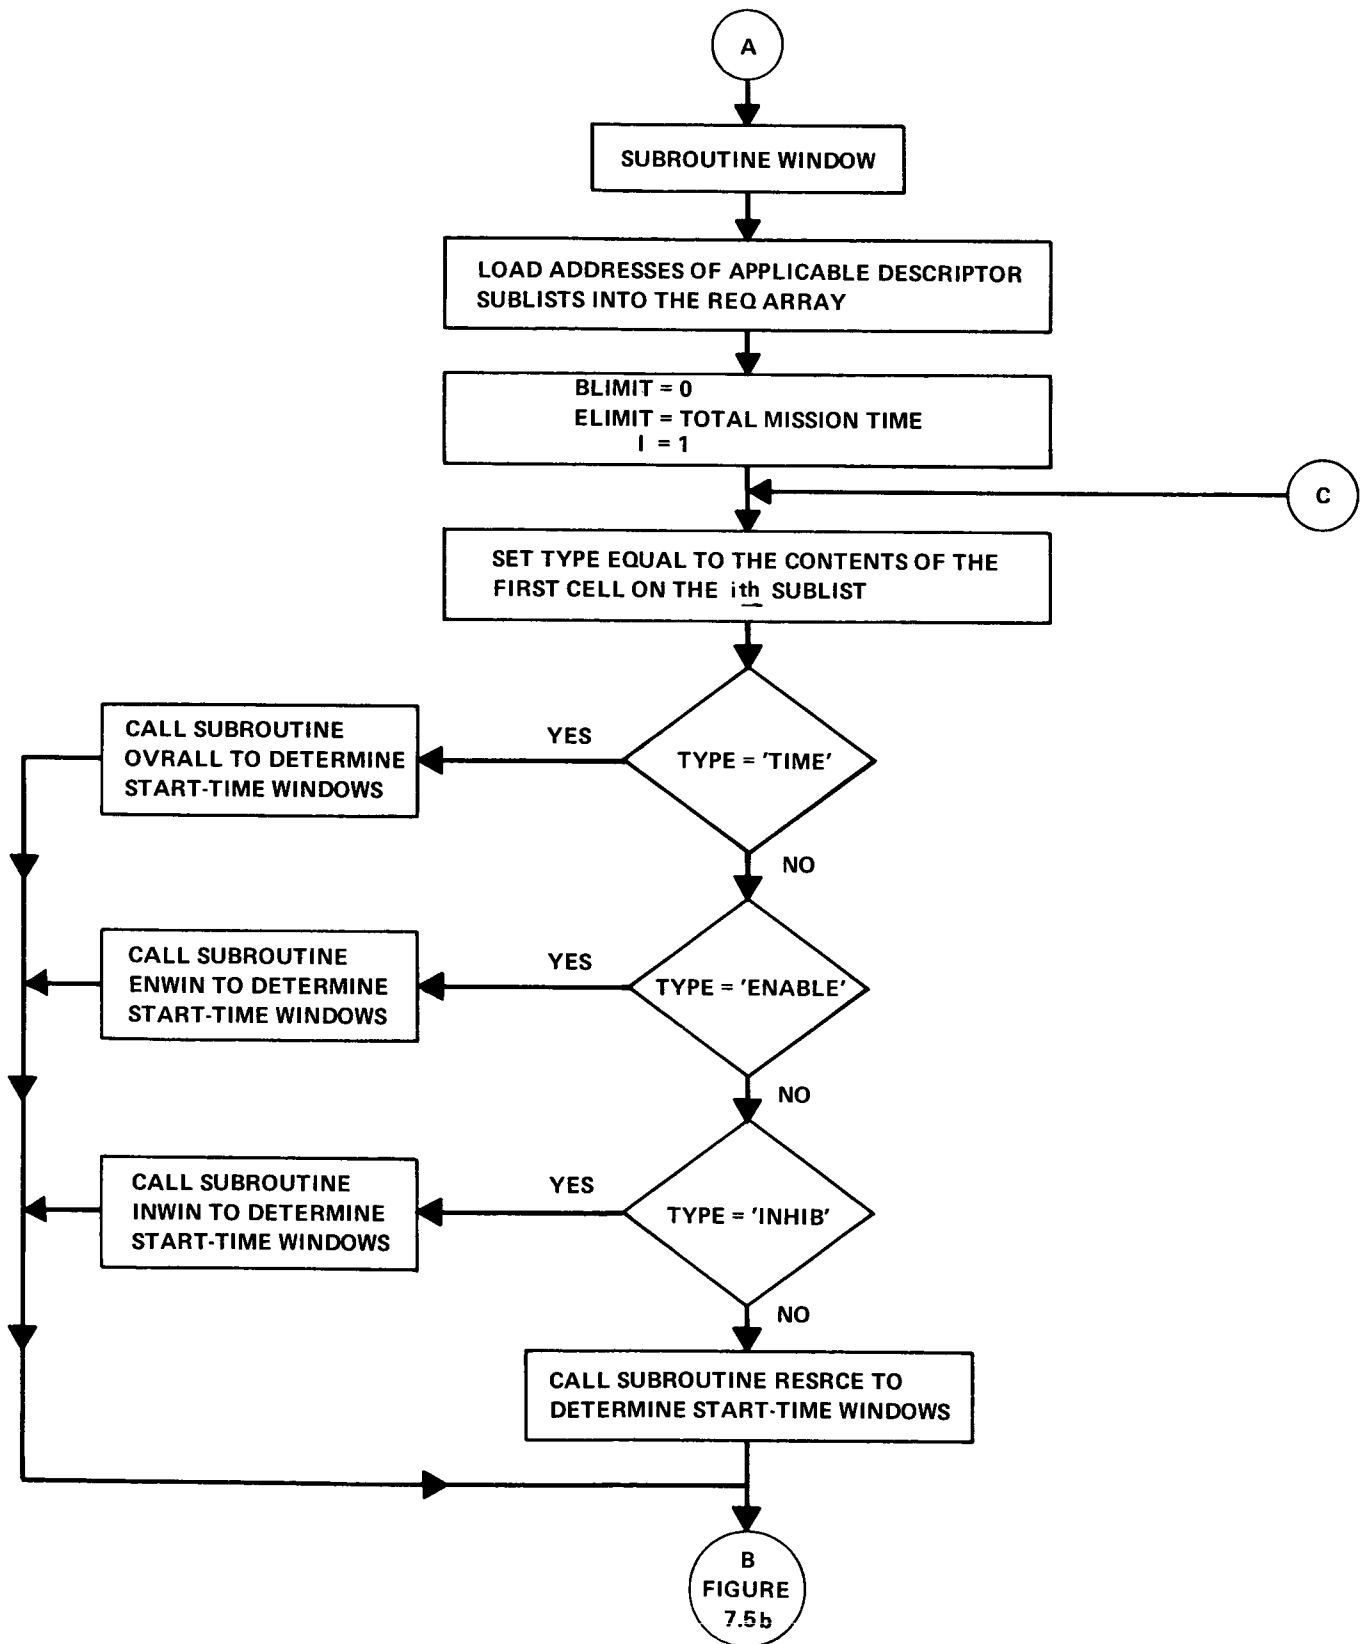 A
SUBROUTINE WINDOW
LOAD ADDRESSES OF APPLICABLE DESCRIPTOR
SUBLISTS INTO THE REQ ARRAY
BLIMIT = 0
ELIMIT = TOTAL MISSION TIME
I = 1
C
SET TYPE EQUAL TO THE CONTENTS OF THE
FIRST CELL ON THE ith SUBLIST
CALL SUBROUTINE
OVRALL TO DETERMINE
START-TIME WINDOWS
YES
TYPE = 'TIME'
NO
CALL SUBROUTINE
ENWIN TO DETERMINE
START-TIME WINDOWS
YES
TYPE = 'ENABLE'
NO
CALL SUBROUTINE
INWIN TO DETERMINE
START-TIME WINDOWS
YES
TYPE = 'INHIB'
NO
CALL SUBROUTINE RESRCE TO
DETERMINE START-TIME WINDOWS
B
FIGURE
7.5b